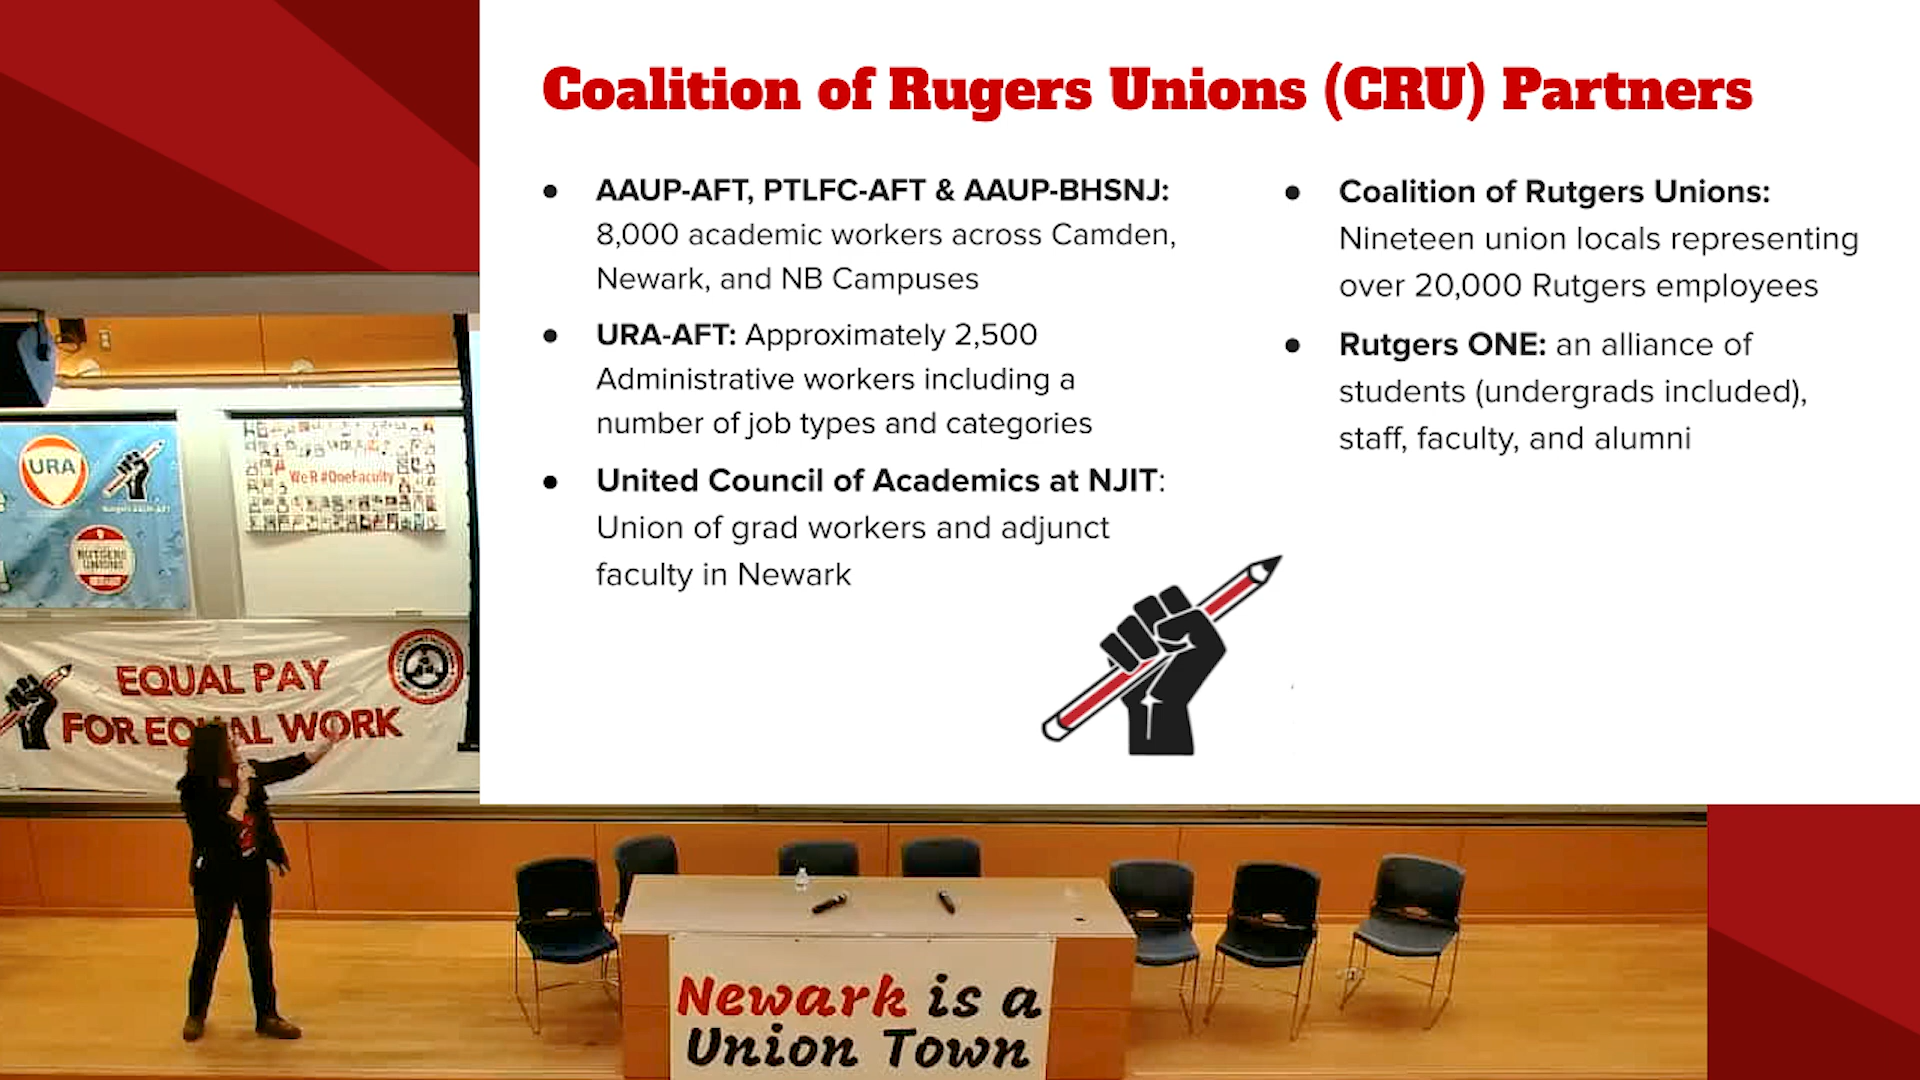 Coalition of Rugers Unions (CRU) Partners
● AAUP-AFT, PTLFC-AFT & AAUP-BHSNJ:
8,000 academic workers across Camden,
Newark, and NB Campuses
● URA-AFT: Approximately 2,500
Administrative workers including a
number of job types and categories
● United Council of Academics at NJIT:
Union of grad workers and adjunct
faculty in Newark
● Coalition of Rutgers Unions:
Nineteen union locals representing
over 20,000 Rutgers employees
● Rutgers ONE: an alliance of
students (undergrads included),
staff, faculty, and alumni
URA
RUTGERS
UNIONS
WeR #OneFaculty
EQUAL PAY
FOR EQUAL WORK
Newark is a
Union Town